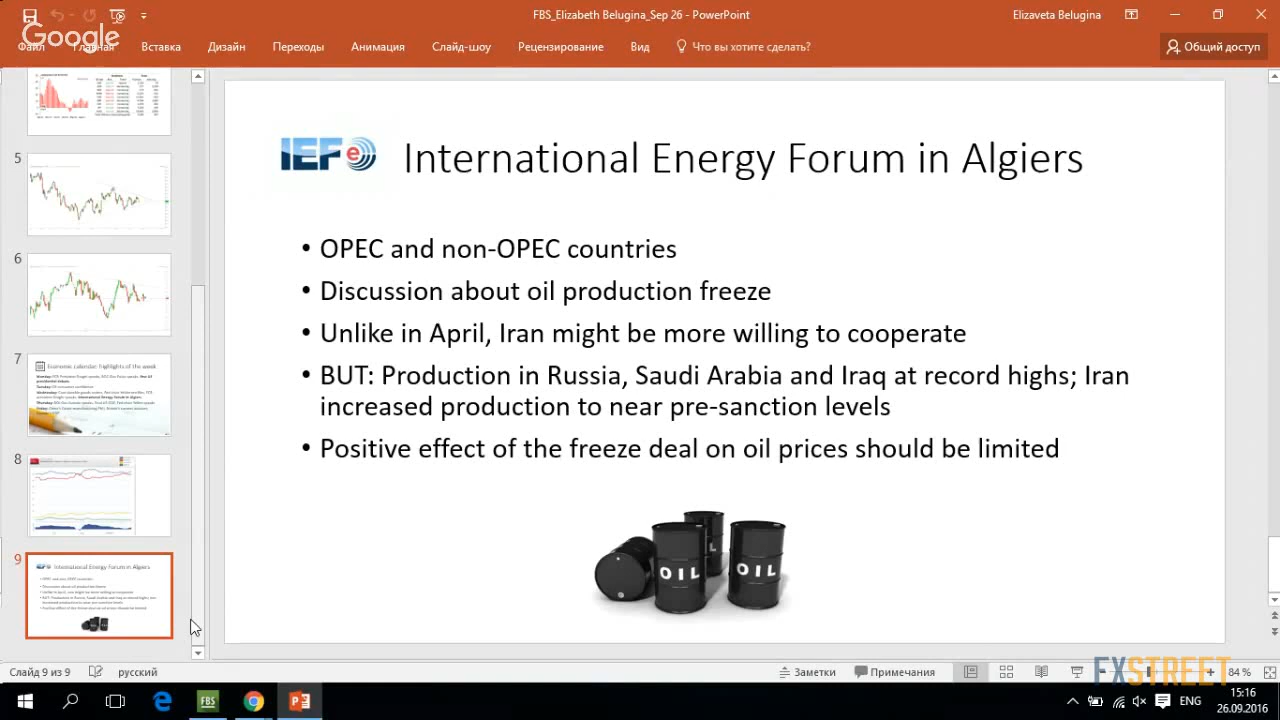 FBS_Elizabeth Belugina_Sep 26 - PowerPoint
Elizaveta Belugina
Google
Файл
Главная
Вставка
Дизайн
Переходы
Анимация
Слайд-шоу
Рецензирование
Вид
Что вы хотите сделать?
Общий доступ
5
6
7
Economic calendar: highlights of the week
8
9
International Energy Forum in Algiers
IEF e
International Energy Forum in Algiers
• OPEC and non-OPEC countries
• Discussion about oil production freeze
• Unlike in April, Iran might be more willing to cooperate
• BUT: Production in Russia, Saudi Arabia and Iraq at record highs; Iran
increased production to near pre-sanction levels
• Positive effect of the freeze deal on oil prices should be limited
OIL
L
OIL
Слайд 9 из 9
русский
Заметки
Примечания
84 %
FXSTREET
FBS
ENG
15:16
26.09.2016